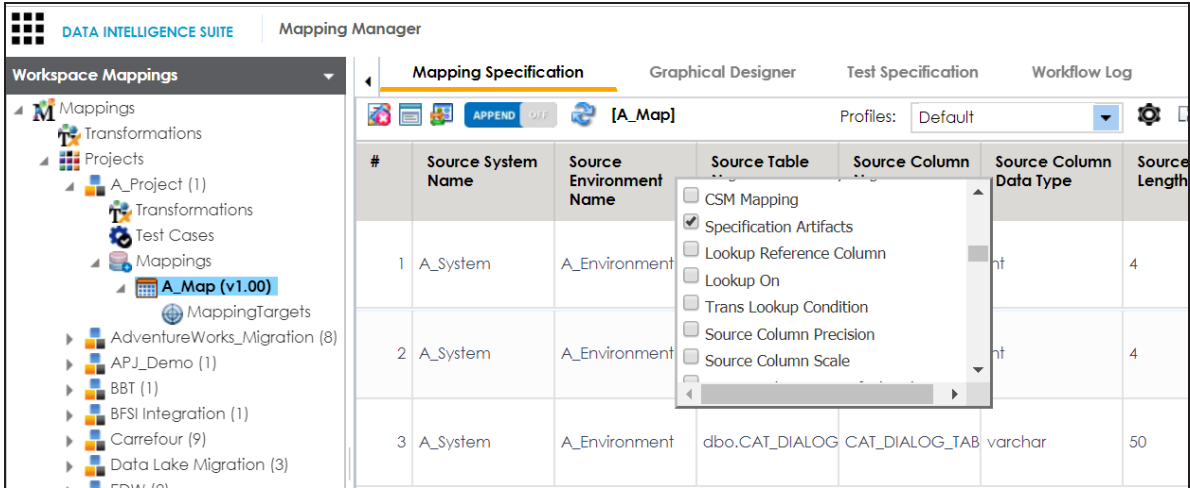 DATA INTELLIGENCE SUITE
Mapping Manager
Workspace Mappings
Mappings
Transformations
Projects
A_Project (1)
Transformations
Test Cases
Mappings
A_Map (v1.00)
MappingTargets
AdventureWorks_Migration (8)
APJ_Demo (1)
BBT (1)
BFSI Integration (1)
Carrefour (9)
Data Lake Migration (3)
Mapping Specification
Graphical Designer
Test Specification
Workflow Log
APPEND OFF
[A_Map]
Profiles: Default
# Source System Name
Source Environment Name
Source Table
Source Column
Source Column Data Type
Source Length
CSM Mapping
Specification Artifacts
Lookup Reference Column
Lookup On
Trans Lookup Condition
Source Column Precision
Source Column Scale
1 A_System A_Environment 4
2 A_System A_Environment 4
3 A_System A_Environment dbo.CAT_DIALOG CAT_DIALOG_TAB varchar 50